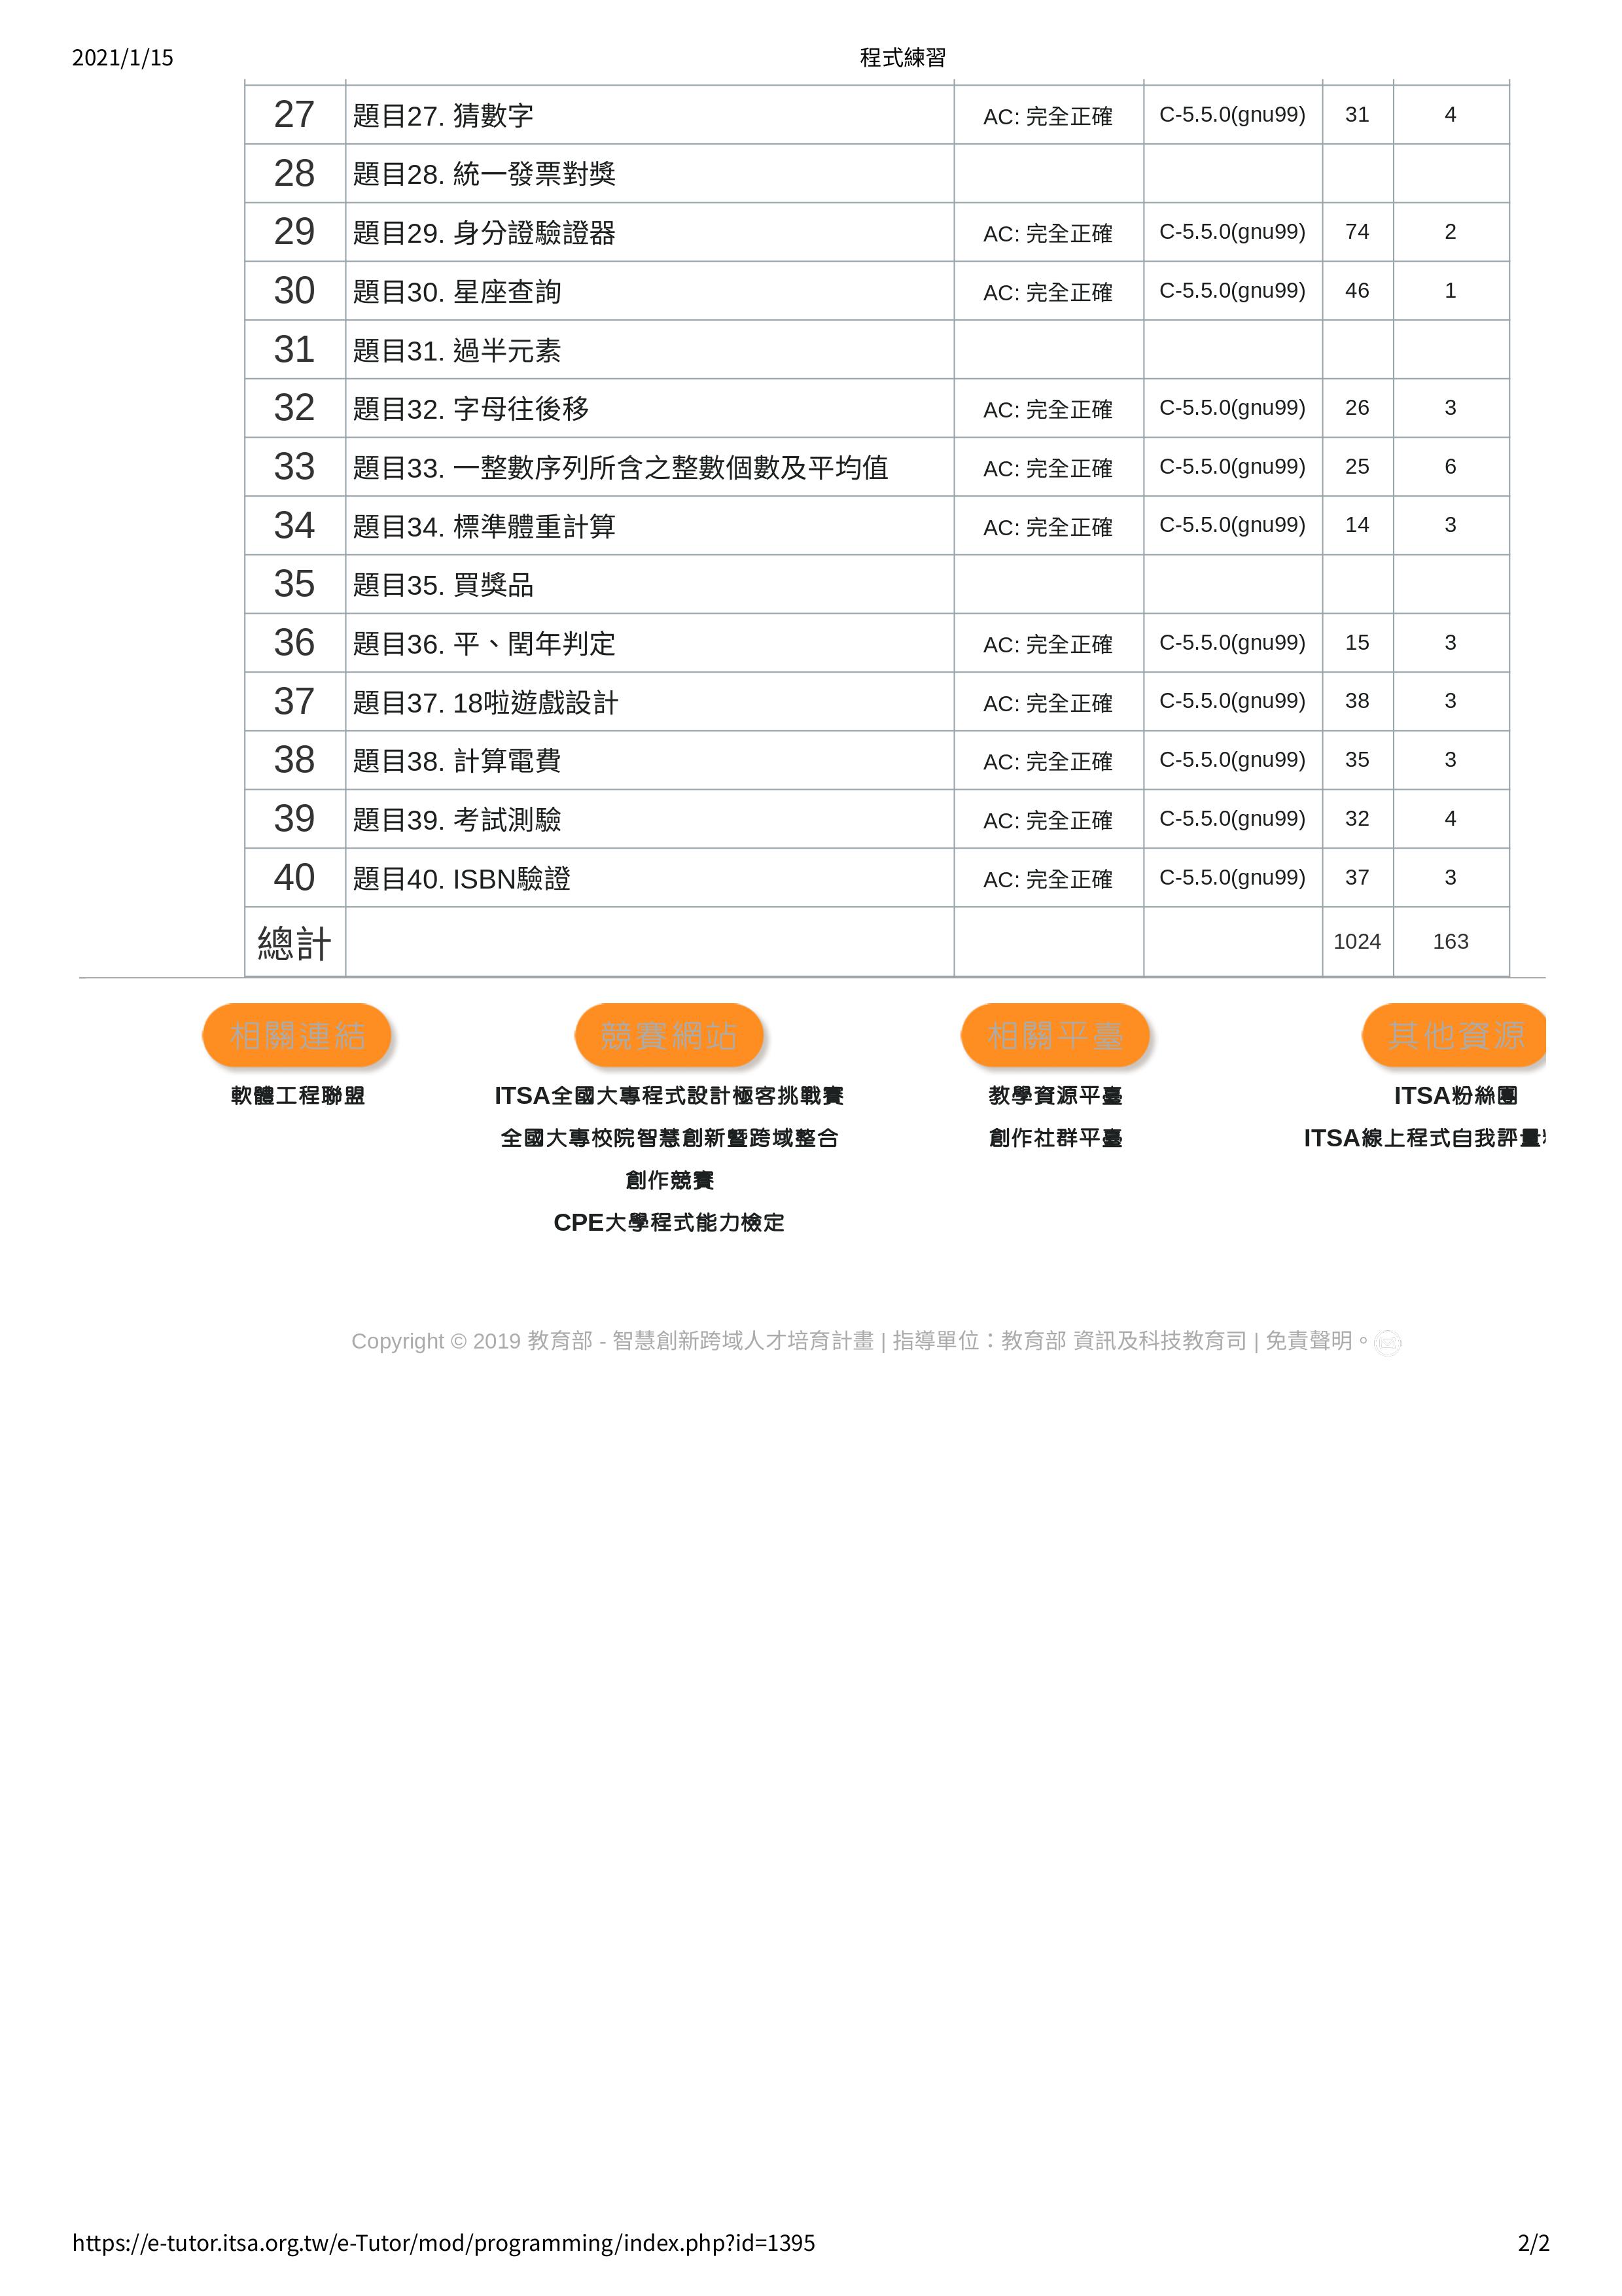 2021/1/15 程式練習
27 題目27. 猜數字 AC: 完全正確 C-5.5.0(gnu99) 31 4
28 題目28. 統一發票對獎
29 題目29. 身分證驗證器 AC: 完全正確 C-5.5.0(gnu99) 74 2
30 題目30. 星座查詢 AC: 完全正確 C-5.5.0(gnu99) 46 1
31 題目31. 過半元素
32 題目32. 字母往後移 AC: 完全正確 C-5.5.0(gnu99) 26 3
33 題目33. 一整數序列所含之整數個數及平均值 AC: 完全正確 C-5.5.0(gnu99) 25 6
34 題目34. 標準體重計算 AC: 完全正確 C-5.5.0(gnu99) 14 3
35 題目35. 買獎品
36 題目36. 平、閏年判定 AC: 完全正確 C-5.5.0(gnu99) 15 3
37 題目37. 18啦遊戲設計 AC: 完全正確 C-5.5.0(gnu99) 38 3
38 題目38. 計算電費 AC: 完全正確 C-5.5.0(gnu99) 35 3
39 題目39. 考試測驗 AC: 完全正確 C-5.5.0(gnu99) 32 4
40 題目40. ISBN驗證 AC: 完全正確 C-5.5.0(gnu99) 37 3
總計 1024 163
相關連結 競賽網站 相關平臺 其他資源
軟體工程聯盟 ITSA全國大專程式設計極客挑戰賽 教學資源平臺 ITSA粉絲團
全國大專校院智慧創新暨跨域整合 創作社群平臺 ITSA線上程式自我評量
創作競賽
CPE大學程式能力檢定
Copyright © 2019 教育部 - 智慧創新跨域人才培育計畫 | 指導單位：教育部 資訊及科技教育司 | 免責聲明。
https://e-tutor.itsa.org.tw/e-Tutor/mod/programming/index.php?id=1395 2/2